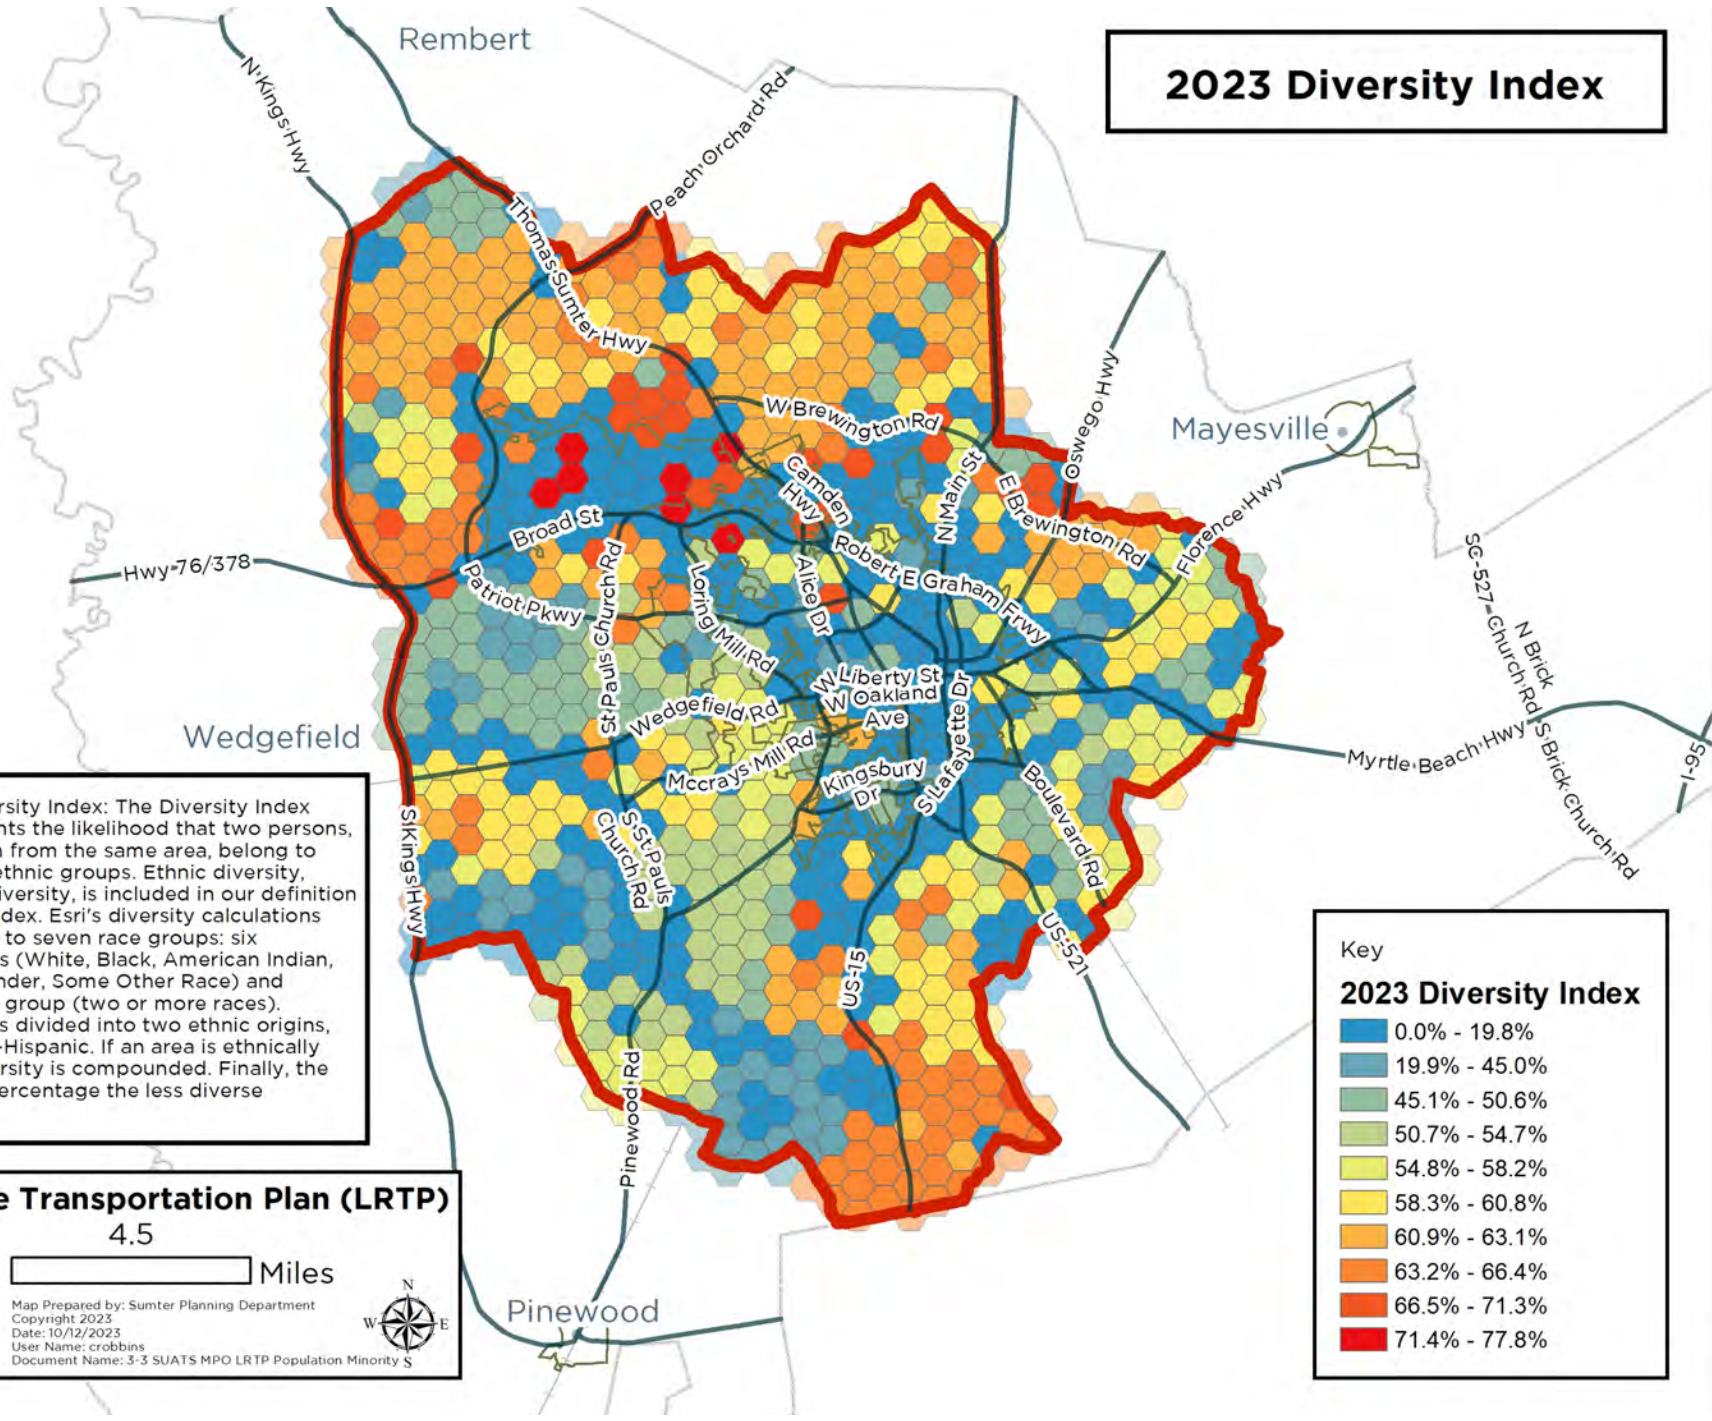 Rembert
2023 Diversity Index
N Kings Hwy
Peach Orchard Rd
Thomas Sumter Hwy
Oswego Hwy
W Brewington Rd
Mayesville
Camden
Hwy
N Main St
E Brewington Rd
Florence Hwy
Broad St
Hwy 76/378
Patriot Pkwy
St Pauls Church Rd
Loring Mill Rd
Alice Dr
Robert E Graham Frwy
SC-527 Church Rd
N Brick
S Brick Church Rd
W Liberty St
W Oakland
Ave
Wedgefield
Wedgefield Rd
Mccrays Mill Rd
Kingsbury
Dr
S Lafayette Dr
Myrtle Beach Hwy
I-95
Boulevard Rd
S Kings Hwy
S St Pauls
Church Rd
US-15
US-521
Pinewood Rd
Pinewood
rsity Index: The Diversity Index
nts the likelihood that two persons,
from the same area, belong to
ethnic groups. Ethnic diversity,
iversity, is included in our definition
dex. Esri's diversity calculations
to seven race groups: six
s (White, Black, American Indian,
nder, Some Other Race) and
group (two or more races).
s divided into two ethnic origins,
-Hispanic. If an area is ethnically
rsity is compounded. Finally, the
ercentage the less diverse
e Transportation Plan (LRTP)
4.5
Miles
Map Prepared by: Sumter Planning Department
Copyright 2023
Date: 10/12/2023
User Name: crobbins
Document Name: 3-3 SUATS MPO LRTP Population Minority
N
W E
S
Key
2023 Diversity Index
0.0% - 19.8%
19.9% - 45.0%
45.1% - 50.6%
50.7% - 54.7%
54.8% - 58.2%
58.3% - 60.8%
60.9% - 63.1%
63.2% - 66.4%
66.5% - 71.3%
71.4% - 77.8%